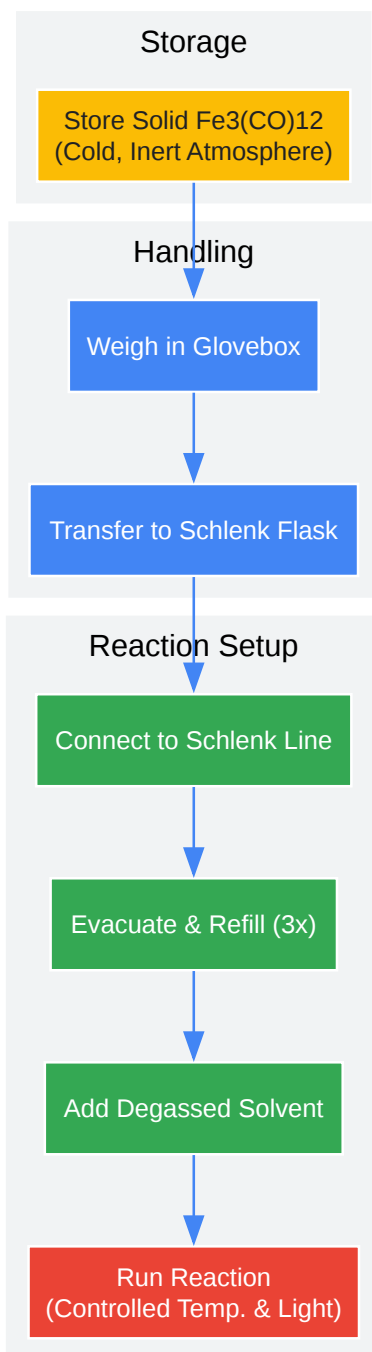 Storage
Store Solid Fe3(CO)12
(Cold, Inert Atmosphere)
Handling
Weigh in Glovebox
Transfer to Schlenk Flask
Reaction Setup
Connect to Schlenk Line
Evacuate & Refill (3x)
Add Degassed Solvent
Run Reaction
(Controlled Temp. & Light)